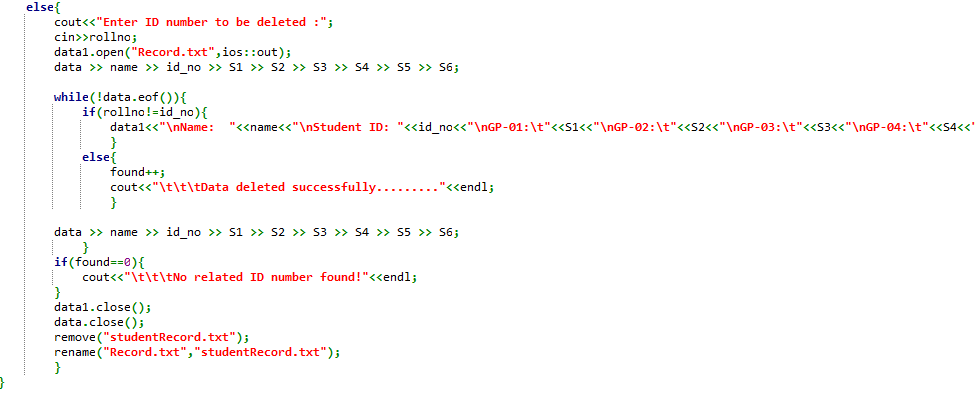 else{
cout<<"Enter ID number to be deleted :";
cin>>rollno;
data1.open("Record.txt",ios::out);
data >> name >> id_no >> S1 >> S2 >> S3 >> S4 >> S5 >> S6;
while(!data.eof()){
if(rollno!=id_no){
data1<<"\nName:  "<<name<<"\nStudent ID: "<<id_no<<"\nGP-01:\t"<<S1<<"\nGP-02:\t"<<S2<<"\nGP-03:\t"<<S3<<"\nGP-04:\t"<<S4<<"
}
else{
found++;
cout<<"\t\t\tData deleted successfully........."<<endl;
}
data >> name >> id_no >> S1 >> S2 >> S3 >> S4 >> S5 >> S6;
}
if(found==0){
cout<<"\t\t\tNo related ID number found!"<<endl;
}
data1.close();
data.close();
remove("studentRecord.txt");
rename("Record.txt","studentRecord.txt");
}
}